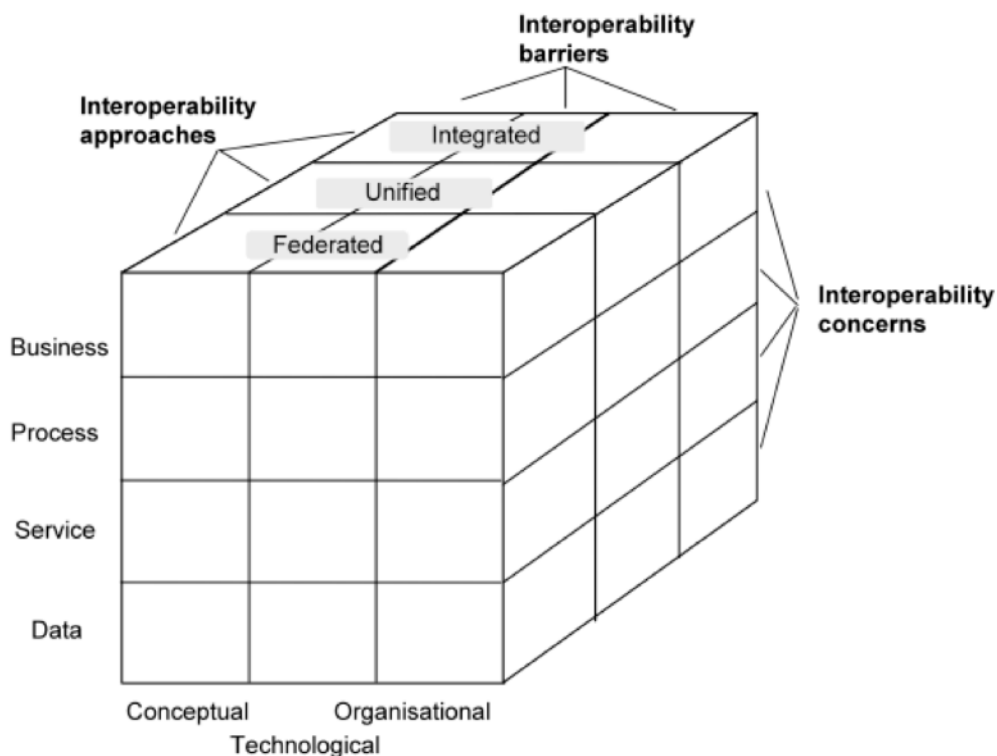 Interoperability
barriers
Interoperability
approaches
Integrated
Unified
Federated
Interoperability
concerns
Business
Process
Service
Data
Conceptual
Organisational
Technological